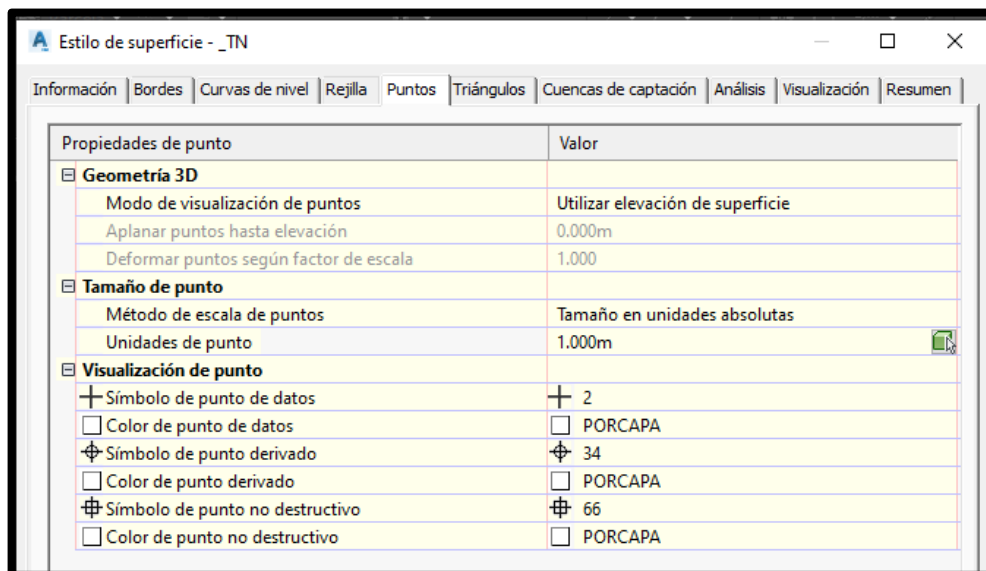 Estilo de superficie - _TN
Información Bordes Curvas de nivel Rejilla Puntos Triángulos Cuencas de captación Análisis Visualización Resumen
Propiedades de punto Valor
Geometría 3D
Modo de visualización de puntos Utilizar elevación de superficie
Aplanar puntos hasta elevación 0.000m
Deformar puntos según factor de escala 1.000
Tamaño de punto
Método de escala de puntos Tamaño en unidades absolutas
Unidades de punto 1.000m
Visualización de punto
Símbolo de punto de datos 2
Color de punto de datos PORCAPA
Símbolo de punto derivado 34
Color de punto derivado PORCAPA
Símbolo de punto no destructivo 66
Color de punto no destructivo PORCAPA